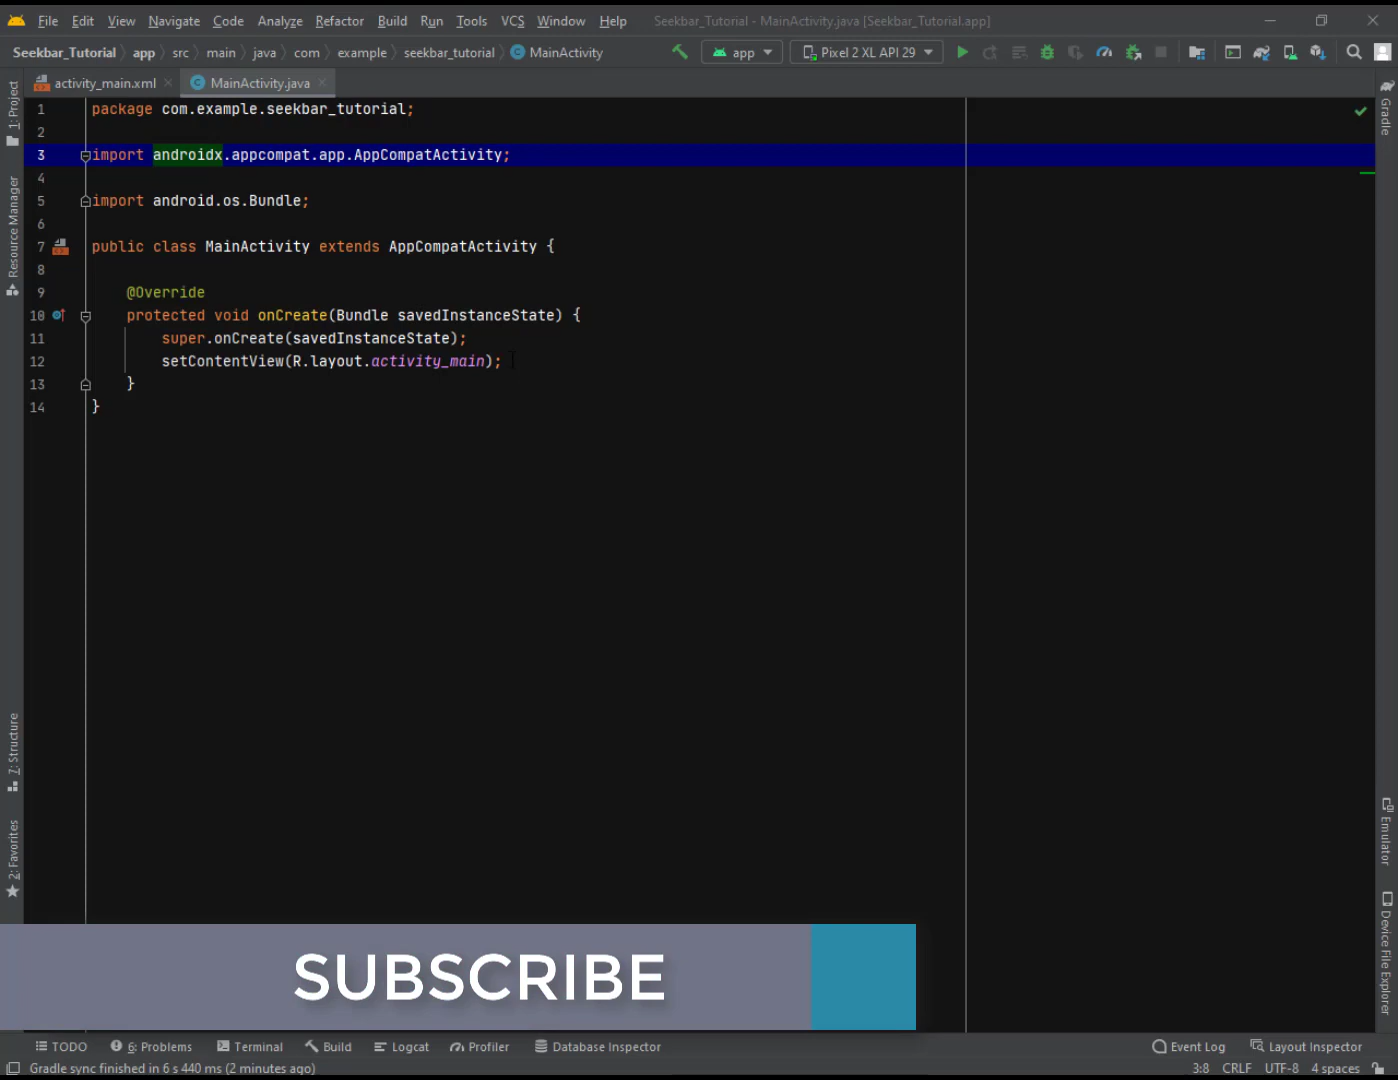 File Edit View Navigate Code Analyze Refactor Build Run Tools VCS Window Help Seekbar_Tutorial - MainActivity.java [Seekbar_Tutorial.app]
Seekbar_Tutorial app src main java com example seekbar_tutorial MainActivity app Pixel 2 XL API 29
activity_main.xml MainActivity.java
1: Project
Resource Manager
7: Structure
2: Favorites
1 package com.example.seekbar_tutorial;
2
3 import androidx.appcompat.app.AppCompatActivity;
4
5 import android.os.Bundle;
6
7 public class MainActivity extends AppCompatActivity {
8
9 @Override
10 protected void onCreate(Bundle savedInstanceState) {
11 super.onCreate(savedInstanceState);
12 setContentView(R.layout.activity_main);
13 }
14 }
Gradle
Emulator
Device File Explorer
SUBSCRIBE
TODO 6: Problems Terminal Build Logcat Profiler Database Inspector Event Log Layout Inspector
Gradle sync finished in 6 s 440 ms (2 minutes ago) 3:8 CRLF UTF-8 4 spaces